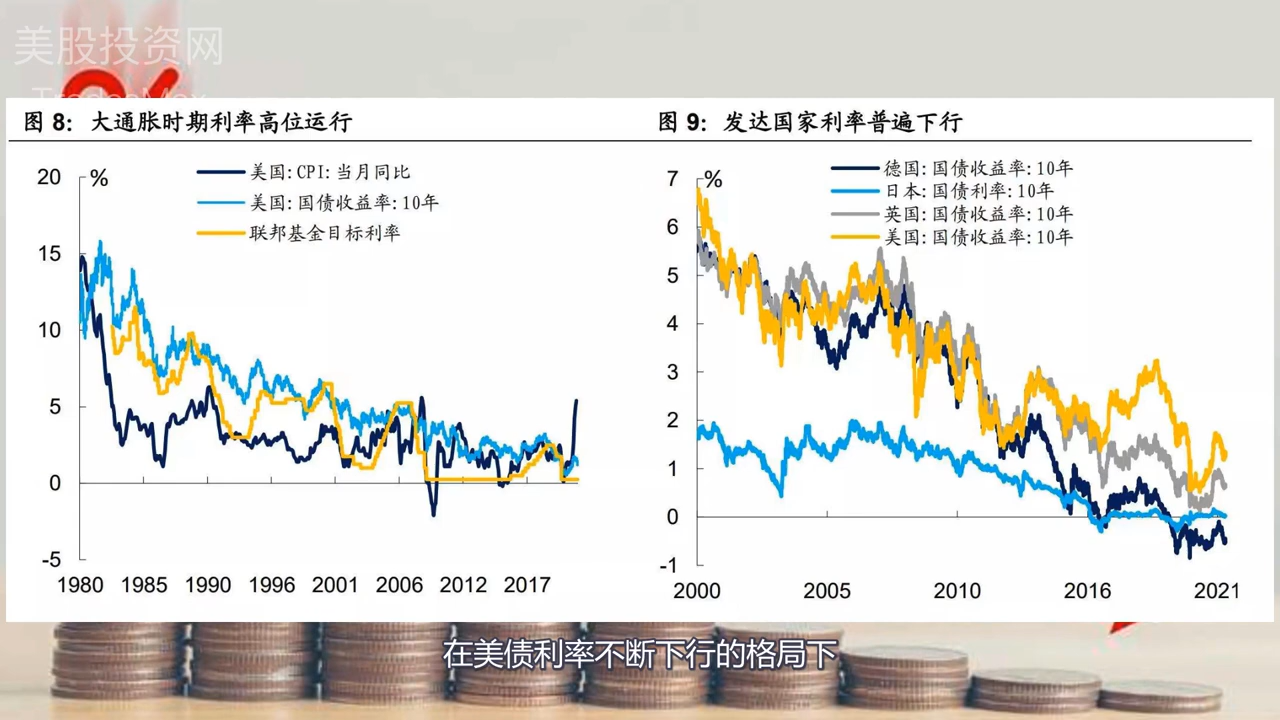 美股投资网
TradesMax
图 8：大通胀时期利率高位运行
%
20
15
10
5
0
-5
美国:CPI:当月同比
美国:国债收益率:10年
联邦基金目标利率
1980 1985 1990 1996 2001 2006 2012 2017
图 9：发达国家利率普遍下行
%
7
6
5
4
3
2
1
0
-1
德国:国债收益率:10年
日本:国债利率:10年
英国:国债收益率:10年
美国:国债收益率:10年
2000 2005 2010 2016 2021
在美债利率不断下行的格局下